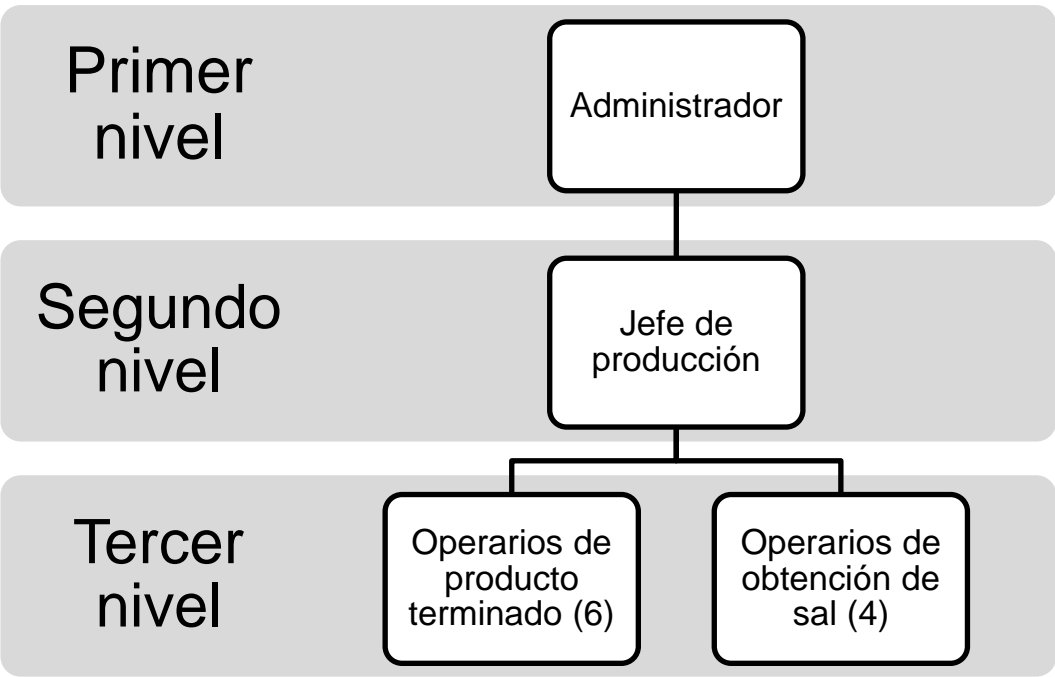 Primer
nivel
Administrador
Segundo
nivel
Jefe de
producción
Tercer
nivel
Operarios de
producto
terminado (6)
Operarios de
obtención de
sal (4)